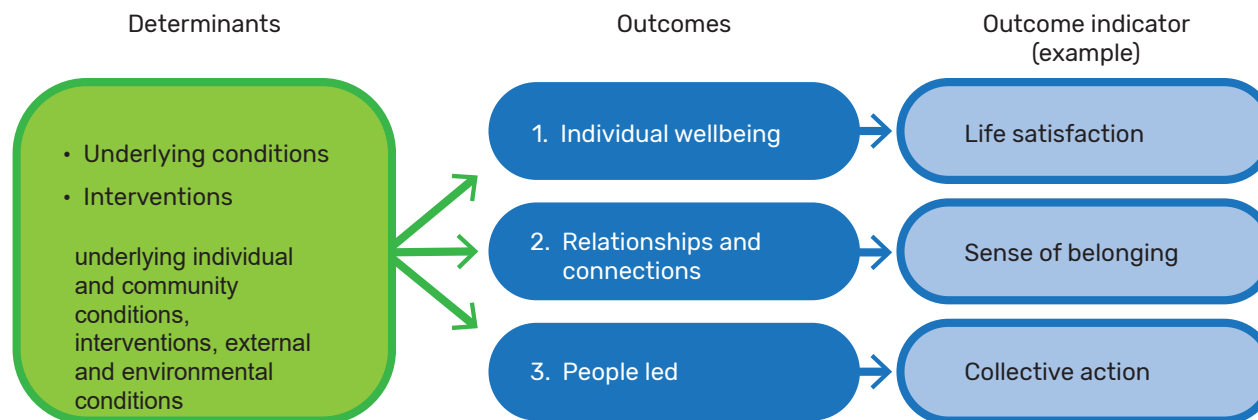 Determinants
Outcomes
Outcome indicator
(example)
• Underlying conditions
• Interventions
underlying individual
and community
conditions,
interventions, external
and environmental
conditions
1. Individual wellbeing
Life satisfaction
2. Relationships and
connections
Sense of belonging
3. People led
Collective action